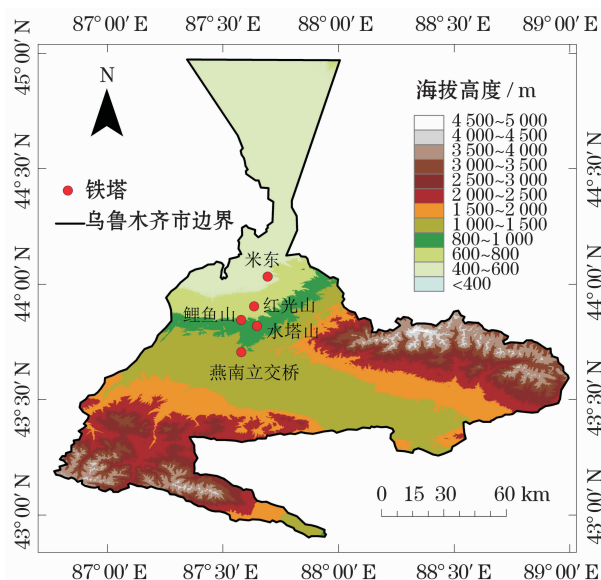 87°00′ E
87°30′ E
88°00′ E
88°30′ E
89°00′ E
45°00′ N
44°30′ N
44°00′ N
43°30′ N
43°00′ N
N
铁塔
乌鲁木齐市边界
海拔高度 / m
4 500~5 000
4 000~4 500
3 500~4 000
3 000~3 500
2 500~3 000
2 000~2 500
1 500~2 000
1 000~1 500
800~1 000
600~800
400~600
<400
米东
红光山
鲤鱼山
水塔山
燕南立交桥
0 15 30 60 km
44°30′ N
44°00′ N
43°30′ N
43°00′ N
87°00′ E
87°30′ E
88°00′ E
88°30′ E
89°00′ E